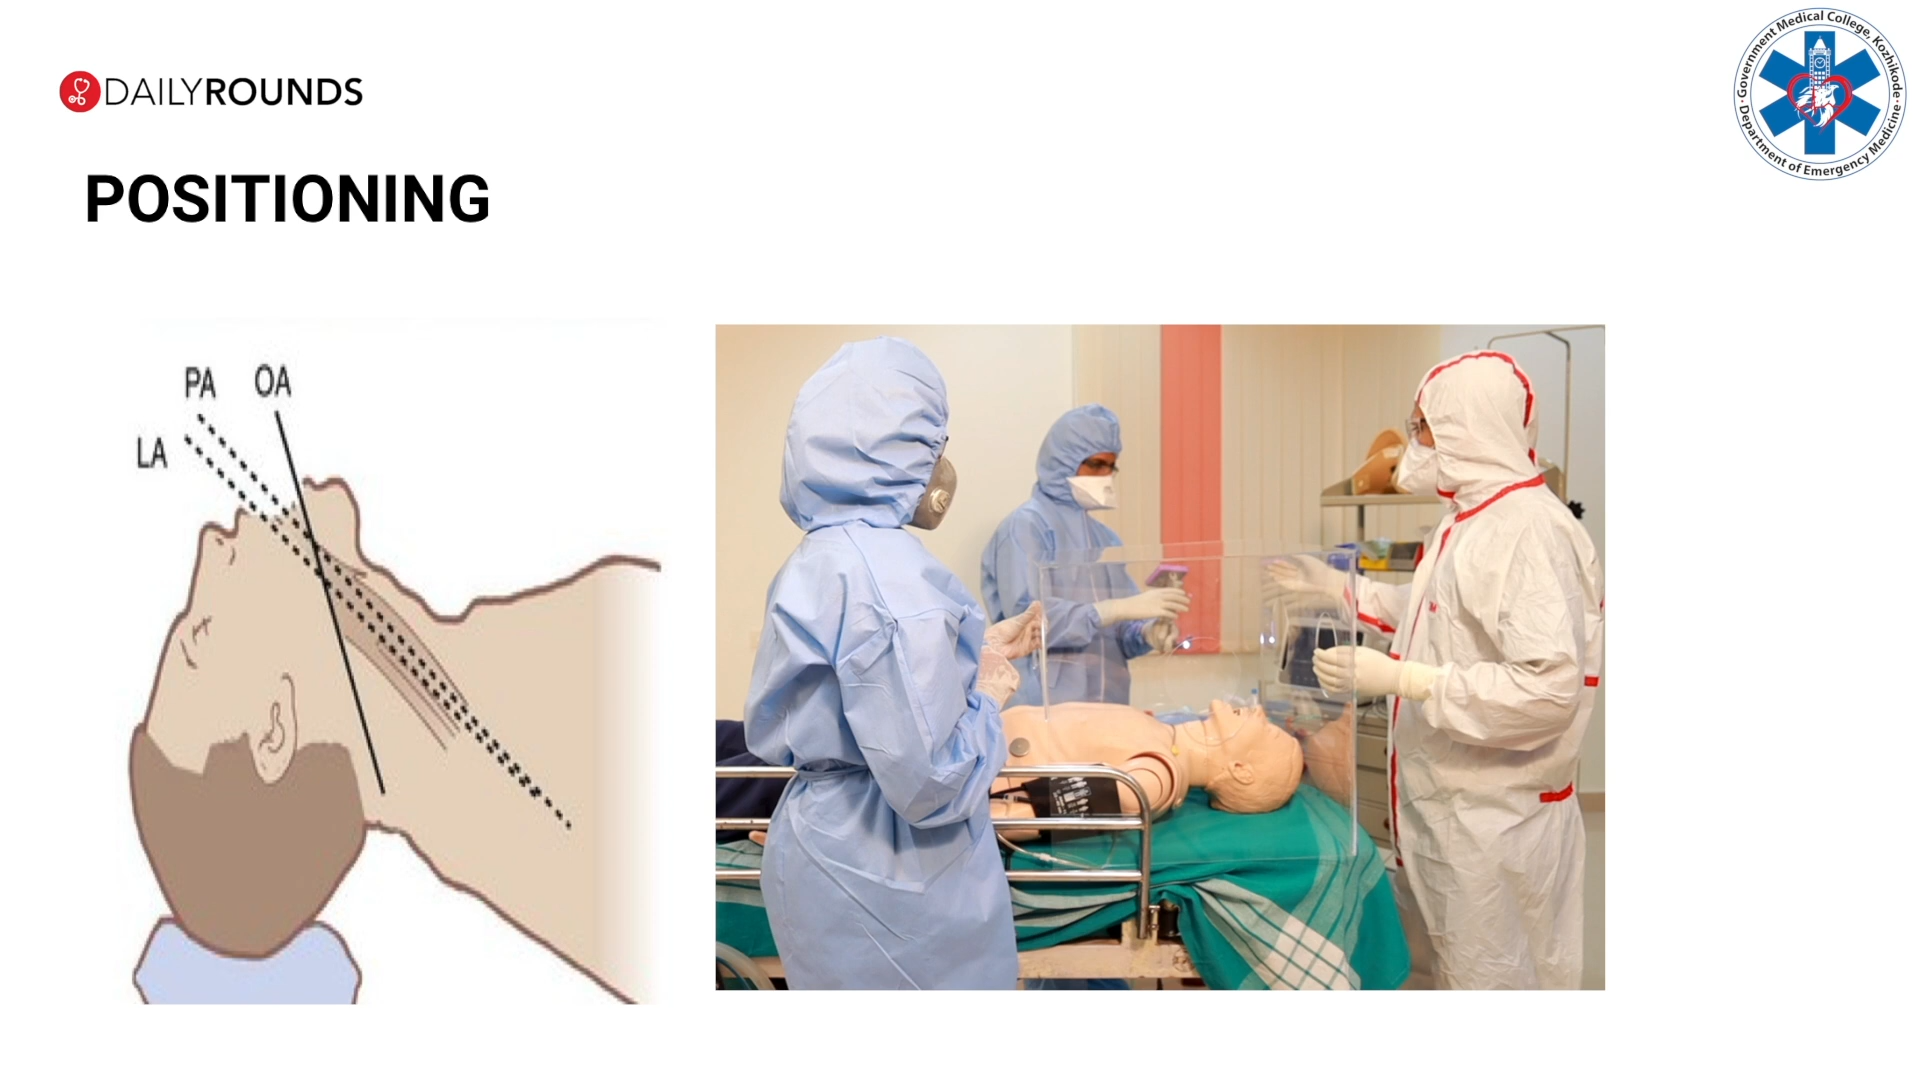 DAILYROUNDS
Government Medical College, Kozhikode
Department of Emergency Medicine
POSITIONING
PA OA
LA